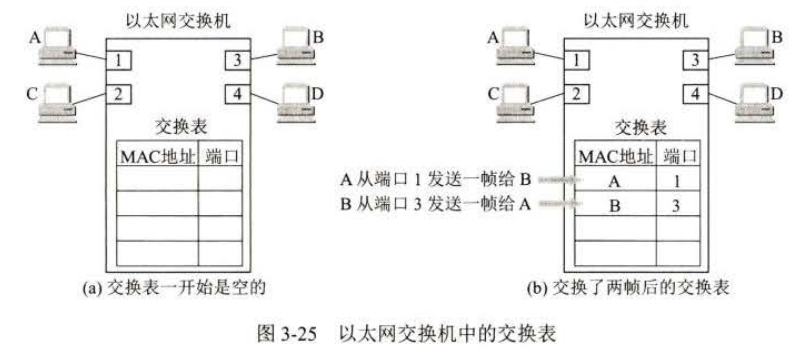 以太网交换机
A
B
1
3
C
D
2
4
交换表
MAC地址 端口
(a) 交换表一开始是空的
以太网交换机
A
B
1
3
C
D
2
4
交换表
MAC地址 端口
A 从端口 1 发送一帧给 B
A 1
B 从端口 3 发送一帧给 A
B 3
(b) 交换了两帧后的交换表
图 3-25 以太网交换机中的交换表